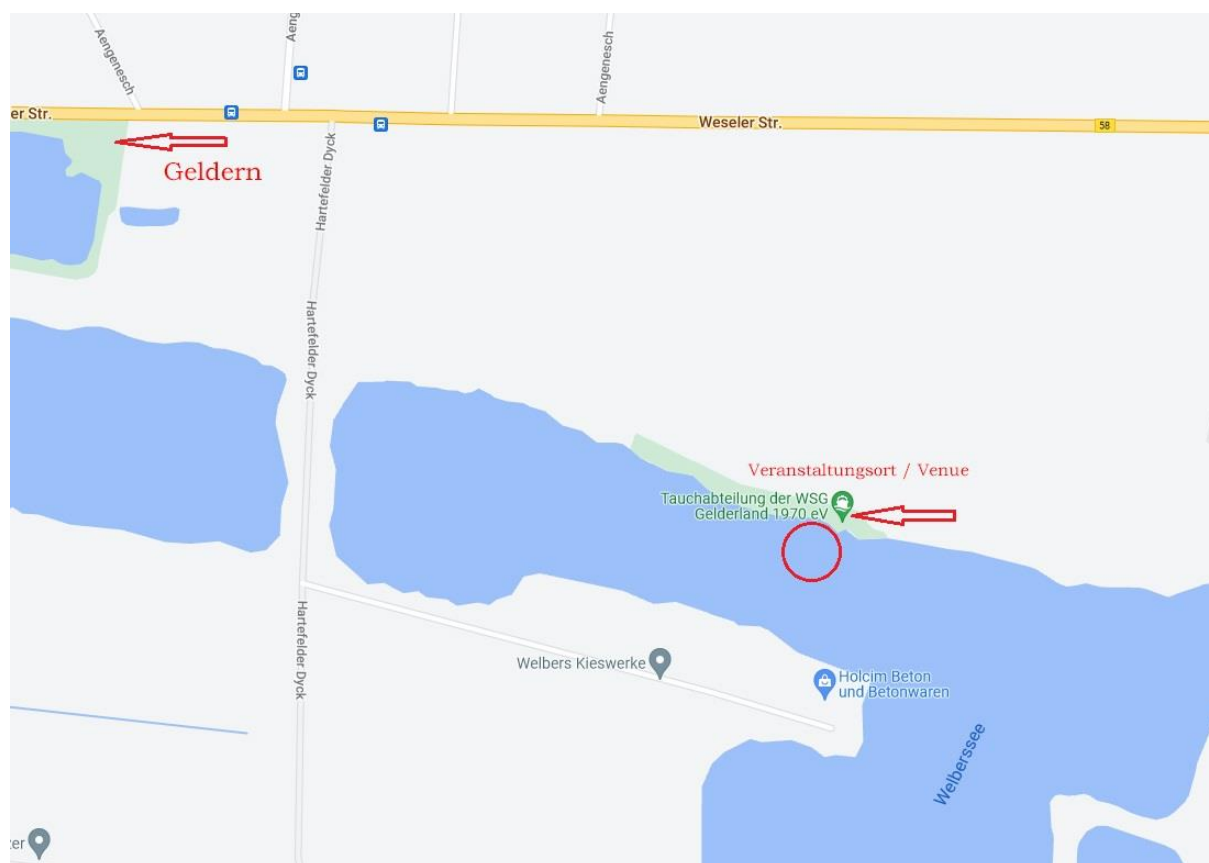 Aengenesch
Aeng
Aengenesch
er Str.
Weseler Str.
58
Geldern
Hartefelder Dyck
Hartefelder Dyck
Veranstaltungsort / Venue
Tauchabteilung der WSG
Gelderland 1970 eV
Hartefelder Dyck
Welbers Kieswerke
Holcim Beton
und Betonwaren
Welberssee
zer